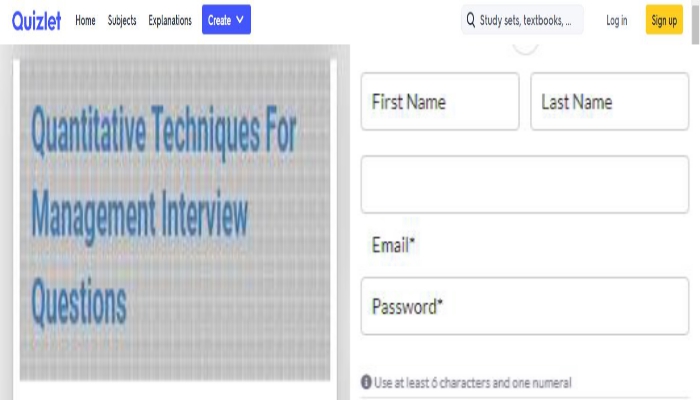 Quizlet Home Subjects Explanations Create Study sets, textbooks, ... Log in Sign up
Quantitative Techniques For
Management Interview
Questions
First Name Last Name
Email*
Password*
Use at least 6 characters and one numeral